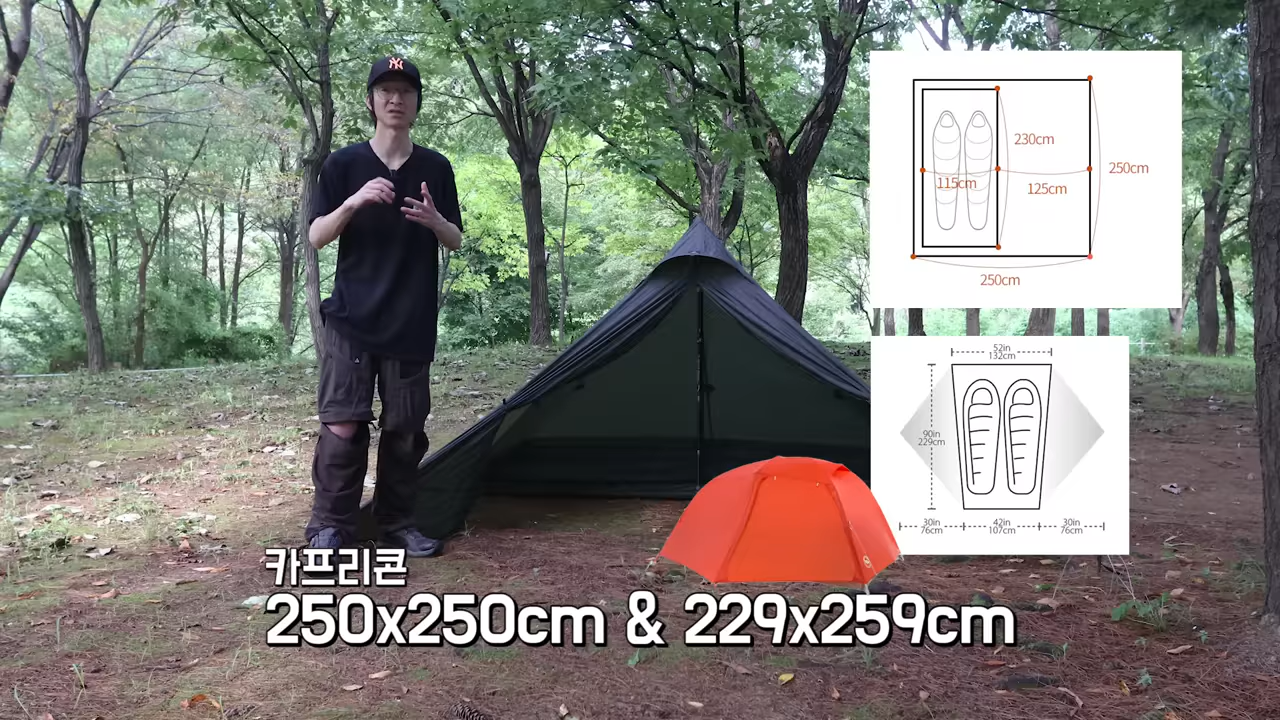 NY
230cm
250cm
115cm
125cm
250cm
52in
132cm
90in
229cm
30in
76cm
42in
107cm
30in
76cm
카프리콘
250x250cm & 229x259cm